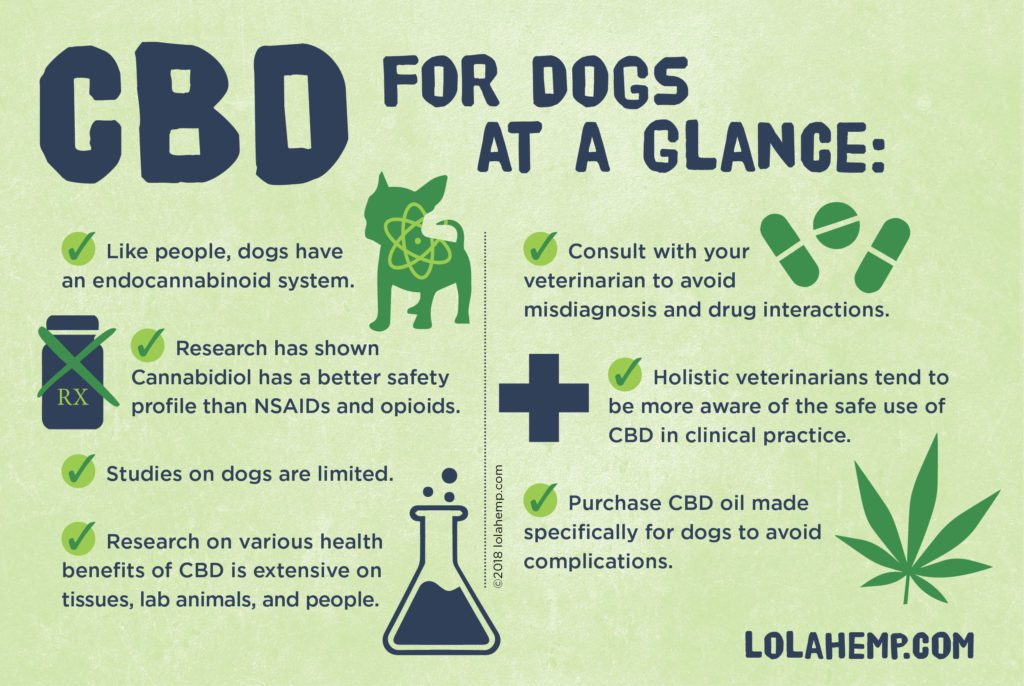 CBD FOR DOGS
AT A GLANCE:
Like people, dogs have
an endocannabinoid system.
RX
Research has shown
Cannabidiol has a better safety
profile than NSAIDs and opioids.
Studies on dogs are limited.
Research on various health
benefits of CBD is extensive on
tissues, lab animals, and people.
©2018 lolahemp.com
Consult with your
veterinarian to avoid
misdiagnosis and drug interactions.
Holistic veterinarians tend to
be more aware of the safe use of
CBD in clinical practice.
Purchase CBD oil made
specifically for dogs to avoid
complications.
LOLAHEMP.COM